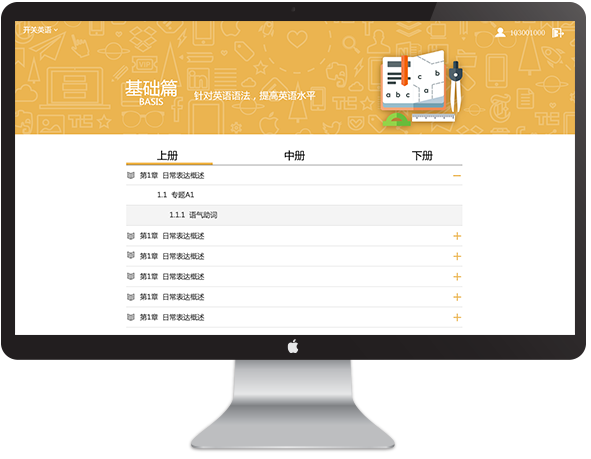 开关英语
103001000
基础篇
BASIS
针对英语语法，提高英语水平
c b
a b c a
上册 中册 下册
第1章 日常表达概述
1.1 专题A1
1.1.1 语气助词
第1章 日常表达概述
第1章 日常表达概述
第1章 日常表达概述
第1章 日常表达概述
第1章 日常表达概述